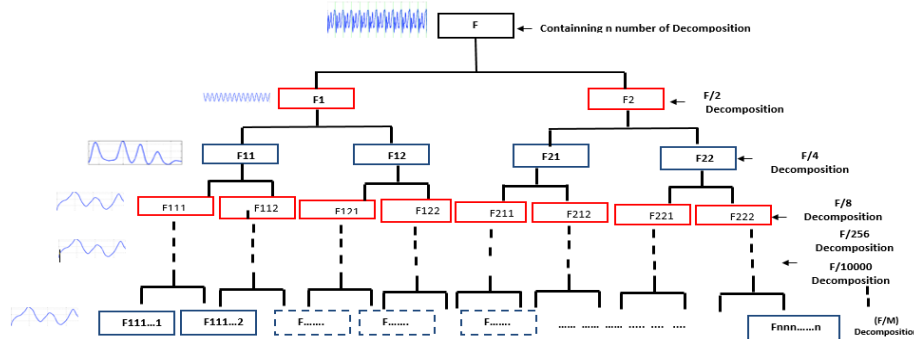 F
Containning n number of Decomposition
F1
F2
F/2
Decomposition
F11
F12
F21
F22
F/4
Decomposition
F111
F112
F121
F122
F211
F212
F221
F222
F/8
Decomposition
F/256
Decomposition
F/10000
Decomposition
F111...1
F111...2
F.......
F.......
F.......
...... ...... ..... ..... ....
Fnnn......n
(F/M)
Decomposition